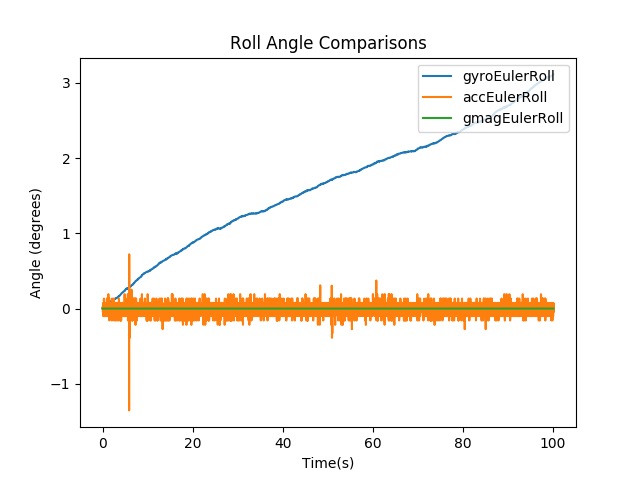 Roll Angle Comparisons
gyroEulerRoll
accEulerRoll
gmagEulerRoll
Angle (degrees)
3
2
1
0
−1
0 20 40 60 80 100
Time(s)